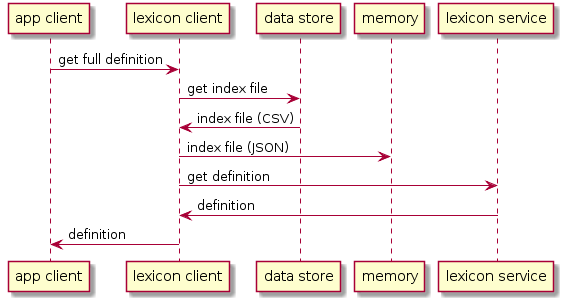 app client
lexicon client
data store
memory
lexicon service
get full definition
get index file
index file (CSV)
index file (JSON)
get definition
definition
definition
app client
lexicon client
data store
memory
lexicon service